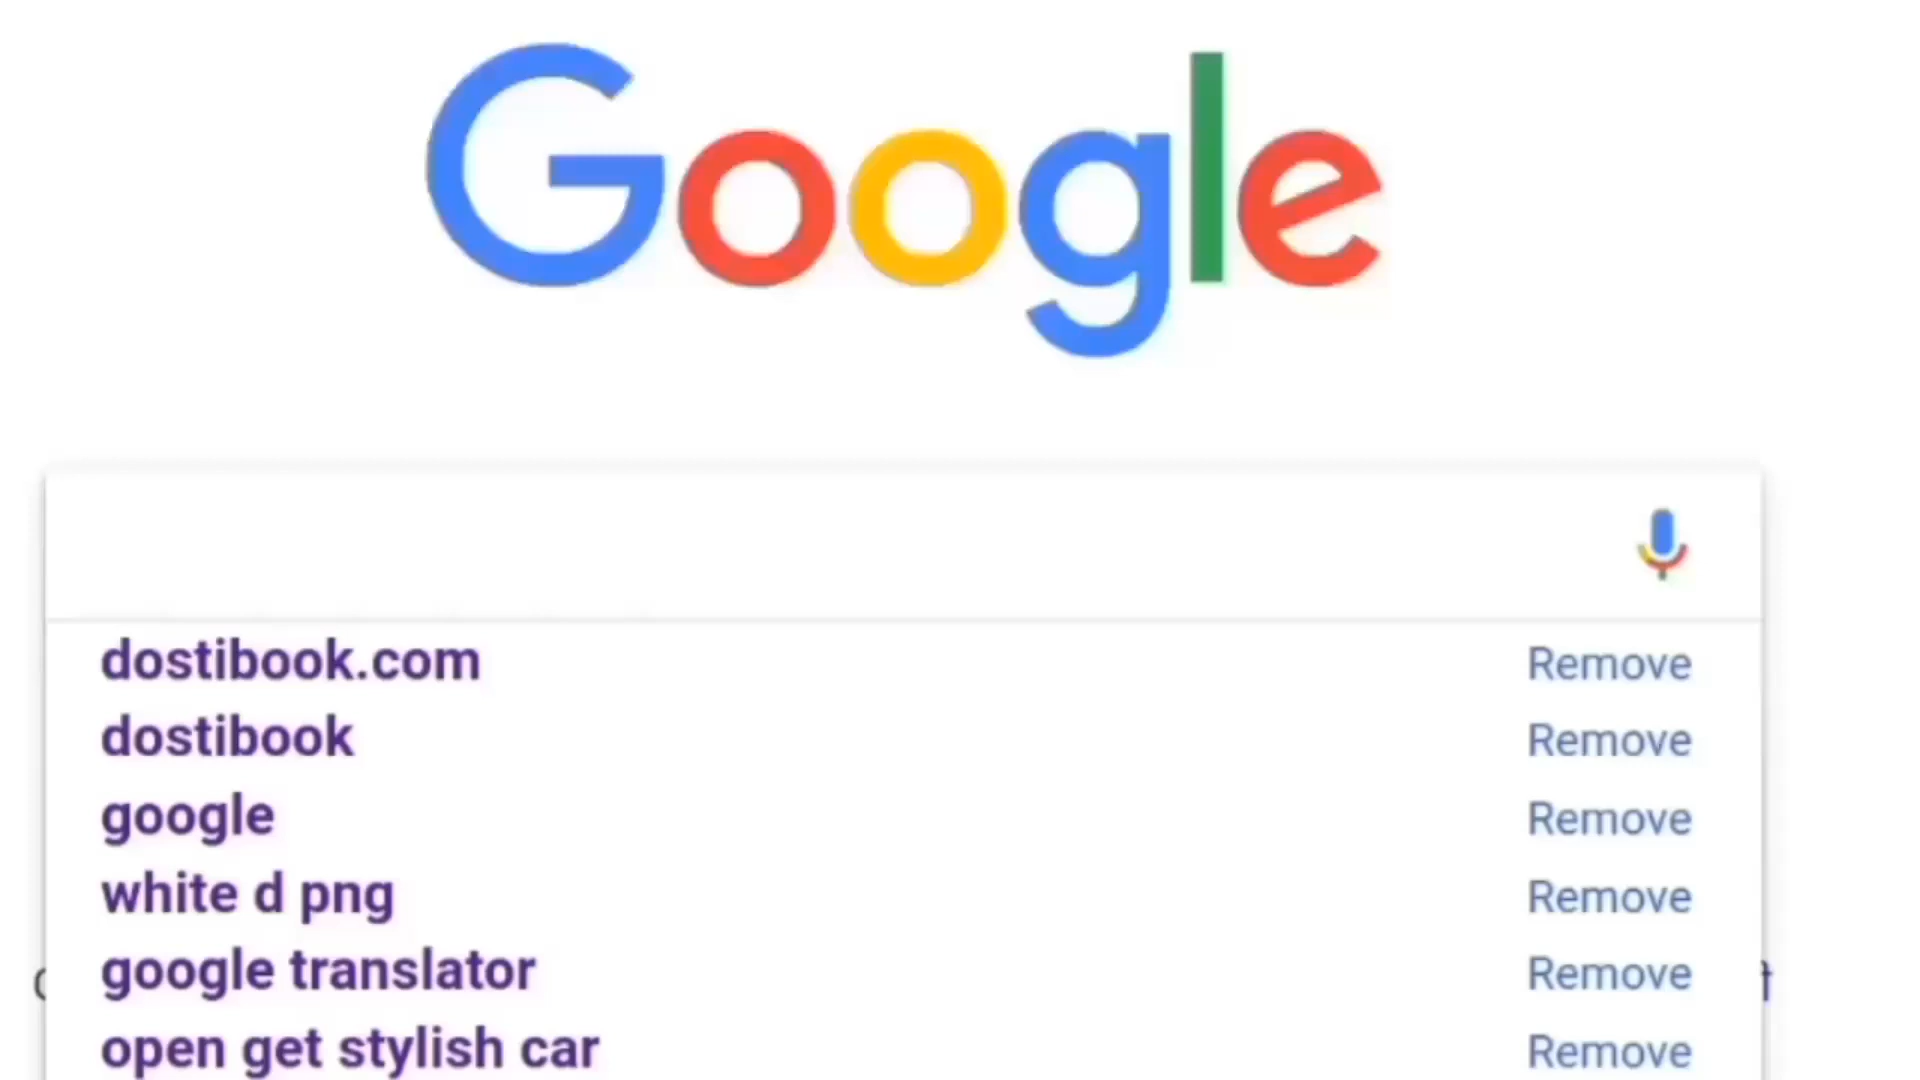 Google
dostibook.com Remove
dostibook Remove
google Remove
white d png Remove
google translator Remove
open get stylish car Remove